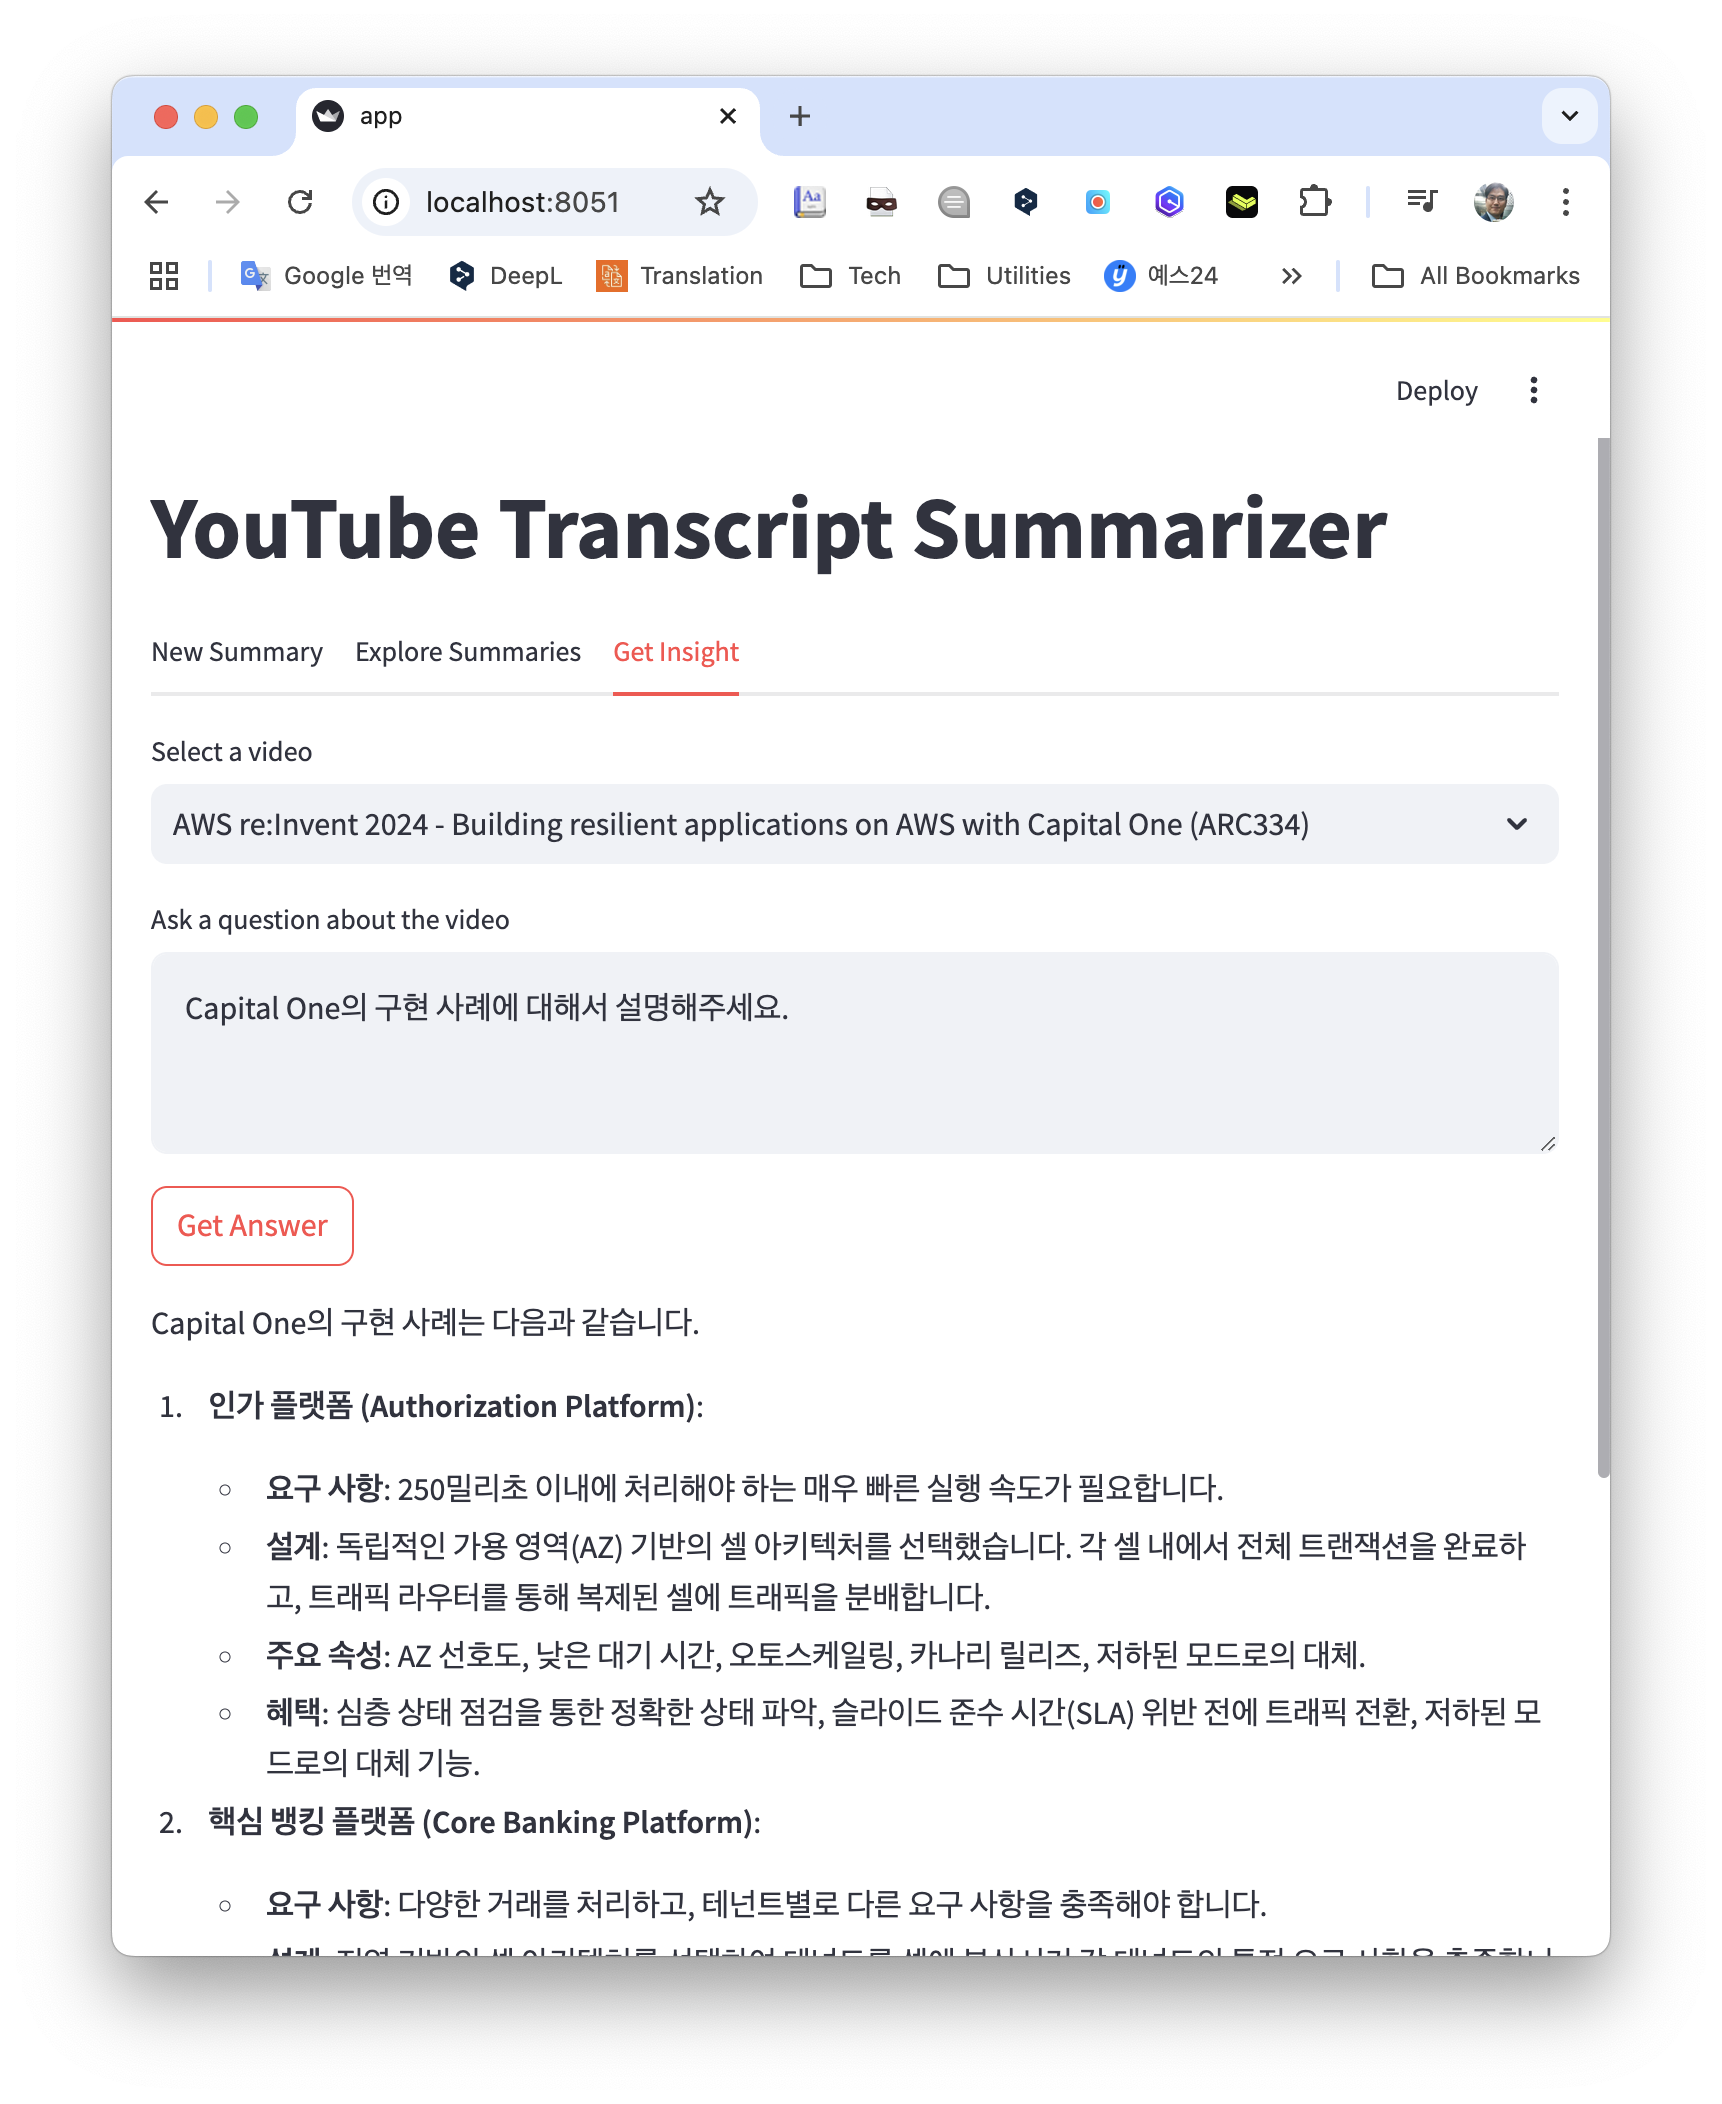 app
localhost:8051
Google 번역 DeepL Translation Tech Utilities 예스24 All Bookmarks
Deploy
YouTube Transcript Summarizer
New Summary Explore Summaries Get Insight
Select a video
AWS re:Invent 2024 - Building resilient applications on AWS with Capital One (ARC334)
Ask a question about the video
Capital One의 구현 사례에 대해서 설명해주세요.
Get Answer
Capital One의 구현 사례는 다음과 같습니다.
1. 인가 플랫폼 (Authorization Platform):
요구 사항: 250밀리초 이내에 처리해야 하는 매우 빠른 실행 속도가 필요합니다.
설계: 독립적인 가용 영역(AZ) 기반의 셀 아키텍처를 선택했습니다. 각 셀 내에서 전체 트랜잭션을 완료하
고, 트래픽 라우터를 통해 복제된 셀에 트래픽을 분배합니다.
주요 속성: AZ 선호도, 낮은 대기 시간, 오토스케일링, 카나리 릴리즈, 저하된 모드로의 대체.
혜택: 심층 상태 점검을 통한 정확한 상태 파악, 슬라이드 준수 시간(SLA) 위반 전에 트래픽 전환, 저하된 모
드로의 대체 기능.
2. 핵심 뱅킹 플랫폼 (Core Banking Platform):
요구 사항: 다양한 거래를 처리하고, 테넌트별로 다른 요구 사항을 충족해야 합니다.